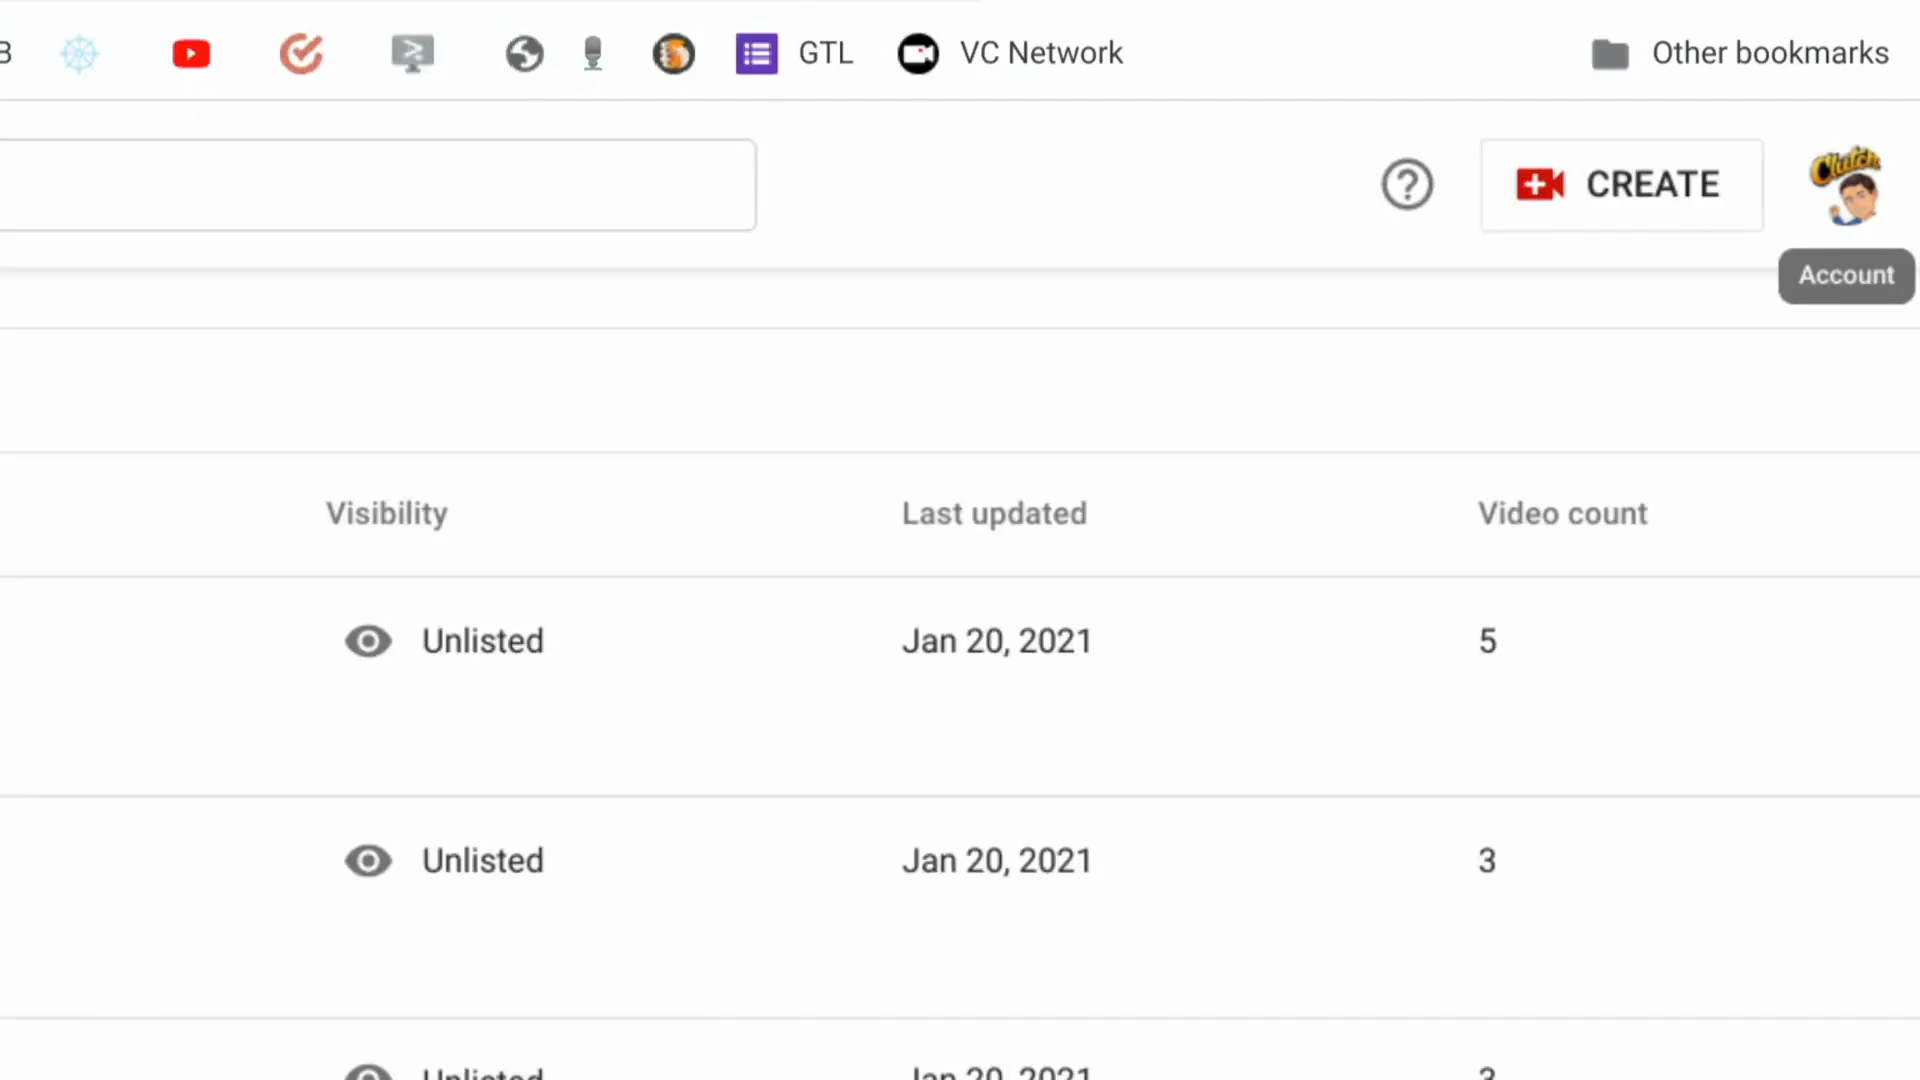 B GTL VC Network Other bookmarks
CREATE
Clutch
Account
Visibility Last updated Video count
Unlisted Jan 20, 2021 5
Unlisted Jan 20, 2021 3
Unlisted Jan 20, 2021 3